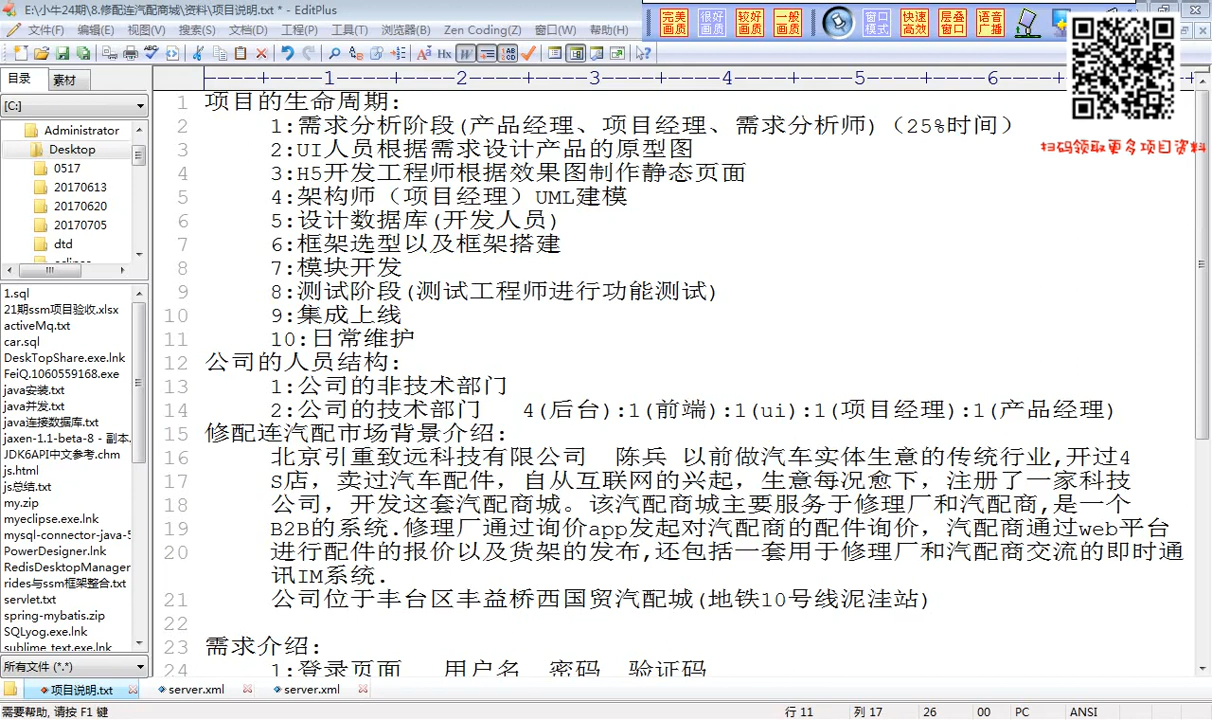 E:\小牛24期\8.修配连汽配商城\资料\项目说明.txt * - EditPlus
完美画质
很好画质
较好画质
一般画质
窗口模式
快速高效
层叠窗口
语音广播
文件(F) 编辑(E) 视图(V) 搜索(S) 文档(D) 工程(P) 工具(T) 浏览器(B) Zen Coding(Z) 窗口(W) 帮助(H)
扫码领取更多项目资料
目录 素材
[C:]
Administrator
Desktop
0517
20170613
20170620
20170705
dtd
1.sql
21期ssm项目验收.xlsx
activeMq.txt
car.sql
DeskTopShare.exe.lnk
FeiQ.1060559168.exe
java安装.txt
java并发.txt
java连接数据库.txt
jaxen-1.1-beta-8 - 副本.
JDK6API中文参考.chm
js.html
js总结.txt
my.zip
myeclipse.exe.lnk
mysql-connector-java-5
PowerDesigner.lnk
RedisDesktopManager
rides与ssm框架整合.txt
servlet.txt
spring-mybatis.zip
SQLyog.exe.lnk
sublime_text.exe.lnk
所有文件 (*.*)
----+----1----+----2----+----3----+----4----+----5----+----6----+
1 项目的生命周期:
2 1:需求分析阶段(产品经理、项目经理、需求分析师)（25%时间）
3 2:UI人员根据需求设计产品的原型图
4 3:H5开发工程师根据效果图制作静态页面
5 4:架构师（项目经理）UML建模
6 5:设计数据库(开发人员)
7 6:框架选型以及框架搭建
8 7:模块开发
9 8:测试阶段(测试工程师进行功能测试)
10 9:集成上线
11 10:日常维护
12 公司的人员结构:
13 1:公司的非技术部门
14 2:公司的技术部门 4(后台):1(前端):1(ui):1(项目经理):1(产品经理)
15 修配连汽配市场背景介绍:
16 北京引重致远科技有限公司 陈兵 以前做汽车实体生意的传统行业,开过4
17 S店，卖过汽车配件，自从互联网的兴起，生意每况愈下，注册了一家科技
18 公司，开发这套汽配商城。该汽配商城主要服务于修理厂和汽配商,是一个
19 B2B的系统.修理厂通过询价app发起对汽配商的配件询价，汽配商通过web平台
20 进行配件的报价以及货架的发布,还包括一套用于修理厂和汽配商交流的即时通
讯IM系统.
21 公司位于丰台区丰益桥西国贸汽配城(地铁10号线泥洼站)
22
23 需求介绍:
24 1:登录页面 用户名 密码 验证码
项目说明.txt server.xml server.xml
需要帮助, 请按 F1 键 行 11 列 17 26 00 PC ANSI